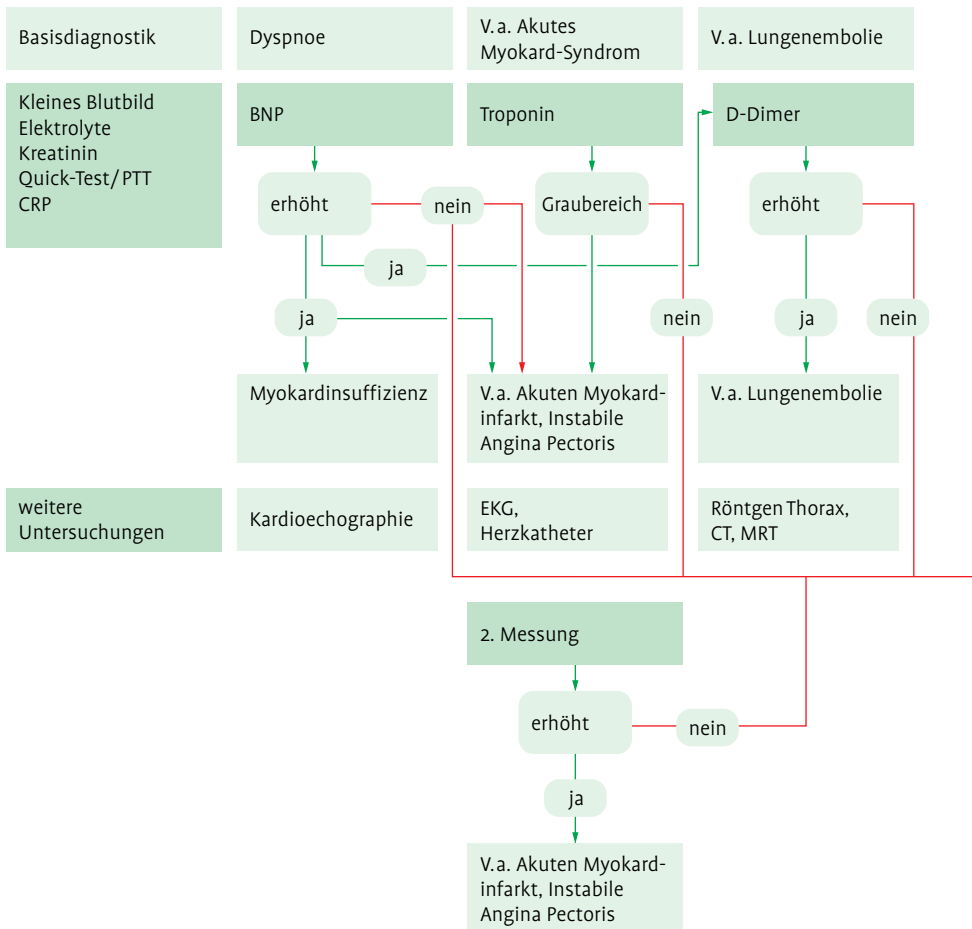 Basisdiagnostik
Dyspnoe
V.a. Akutes
Myokard-Syndrom
V.a. Lungenembolie
Kleines Blutbild
Elektrolyte
Kreatinin
Quick-Test/PTT
CRP
BNP
Troponin
D-Dimer
erhöht
nein
Graubereich
erhöht
ja
ja
nein
ja
nein
Myokardinsuffizienz
V.a. Akuten Myokard-
infarkt, Instabile
Angina Pectoris
V.a. Lungenembolie
weitere
Untersuchungen
Kardioechographie
EKG,
Herzkatheter
Röntgen Thorax,
CT, MRT
2. Messung
erhöht
nein
ja
V.a. Akuten Myokard-
infarkt, Instabile
Angina Pectoris